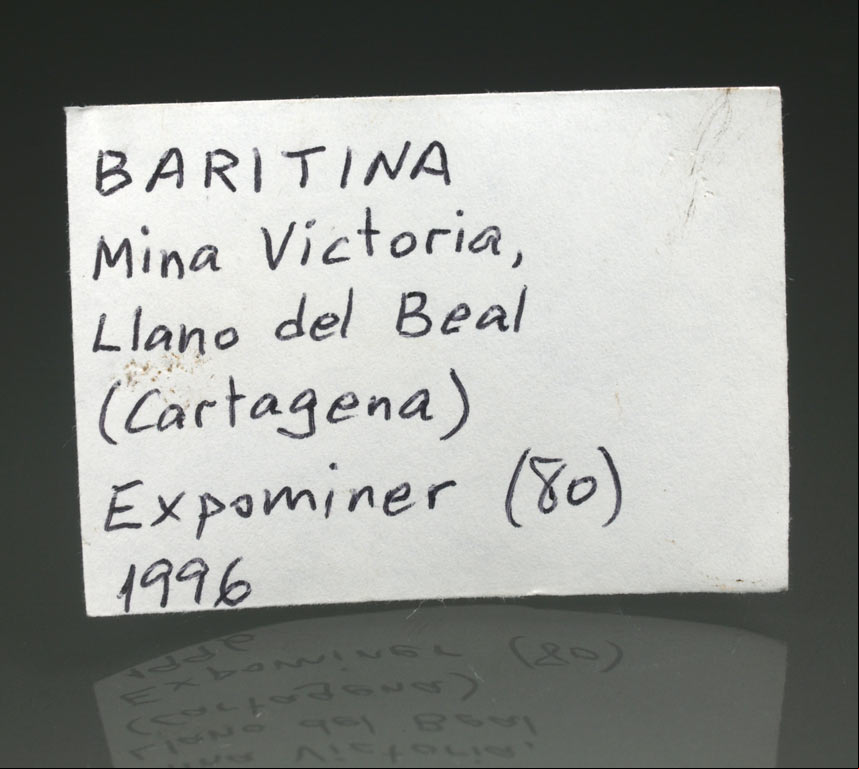 BARITINA
Mina Victoria,
Llano del Beal
(Cartagena)
Expominer (80)
1996